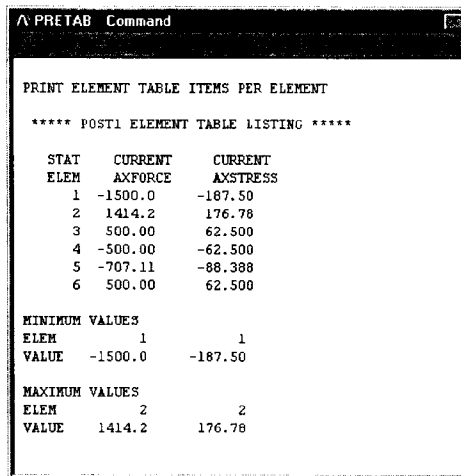 PRETAB Command
PRINT ELEMENT TABLE ITEMS PER ELEMENT
***** POST1 ELEMENT TABLE LISTING *****
STAT CURRENT CURRENT
ELEM AXFORCE AXSTRESS
1 -1500.0 -187.50
2 1414.2 176.78
3 500.00 62.500
4 -500.00 -62.500
5 -707.11 -88.388
6 500.00 62.500
MINIMUM VALUES
ELEM 1 1
VALUE -1500.0 -187.50
MAXIMUM VALUES
ELEM 2 2
VALUE 1414.2 176.78